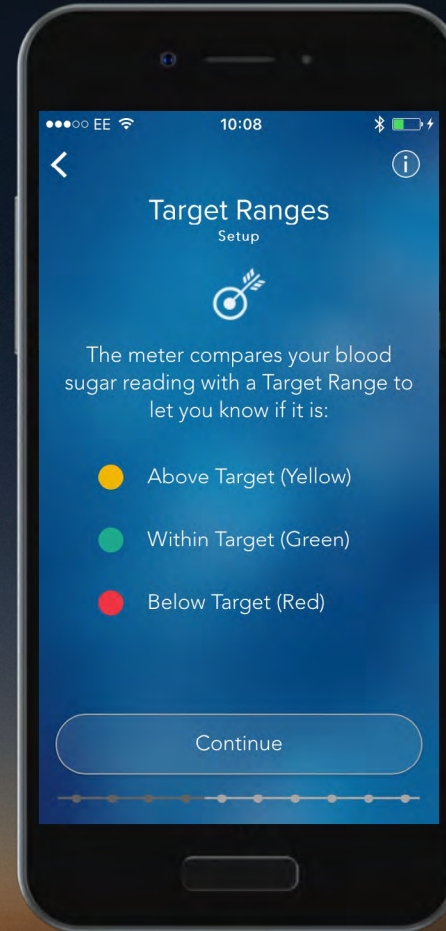 EE 10:08
Target Ranges
Setup
The meter compares your blood
sugar reading with a Target Range to
let you know if it is:
Above Target (Yellow)
Within Target (Green)
Below Target (Red)
Continue